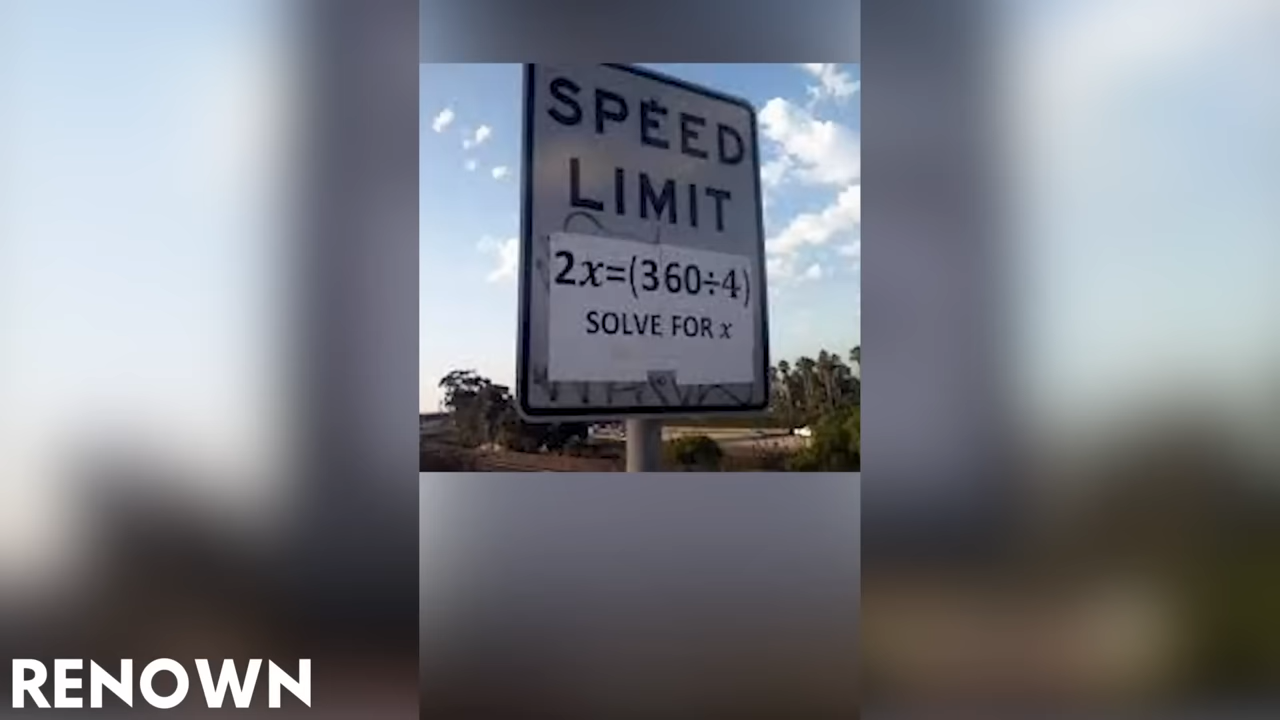 SPEED
LIMIT
2x=(360÷4)
SOLVE FOR x
RENOWN